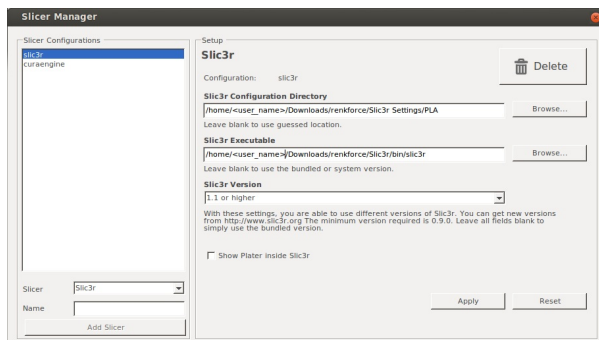 Slicer Manager
Slicer Configurations
slic3r
curaengine
Slicer
Slic3r
Name
Add Slicer
Setup
Slic3r
Delete
Configuration: slic3r
Slic3r Configuration Directory
/home/<user_name>/Downloads/renkforce/Slic3r Settings/PLA
Browse...
Leave blank to use guessed location.
Slic3r Executable
/home/<user_name>/Downloads/renkforce/Slic3r/bin/slic3r
Browse...
Leave blank to use the bundled or system version.
Slic3r Version
1.1 or higher
With these settings, you are able to use different versions of Slic3r. You can get new versions
from http://www.slic3r.org The minimum version required is 0.9.0. Leave all fields blank to
simply use the bundled version.
Show Plater inside Slic3r
Apply
Reset